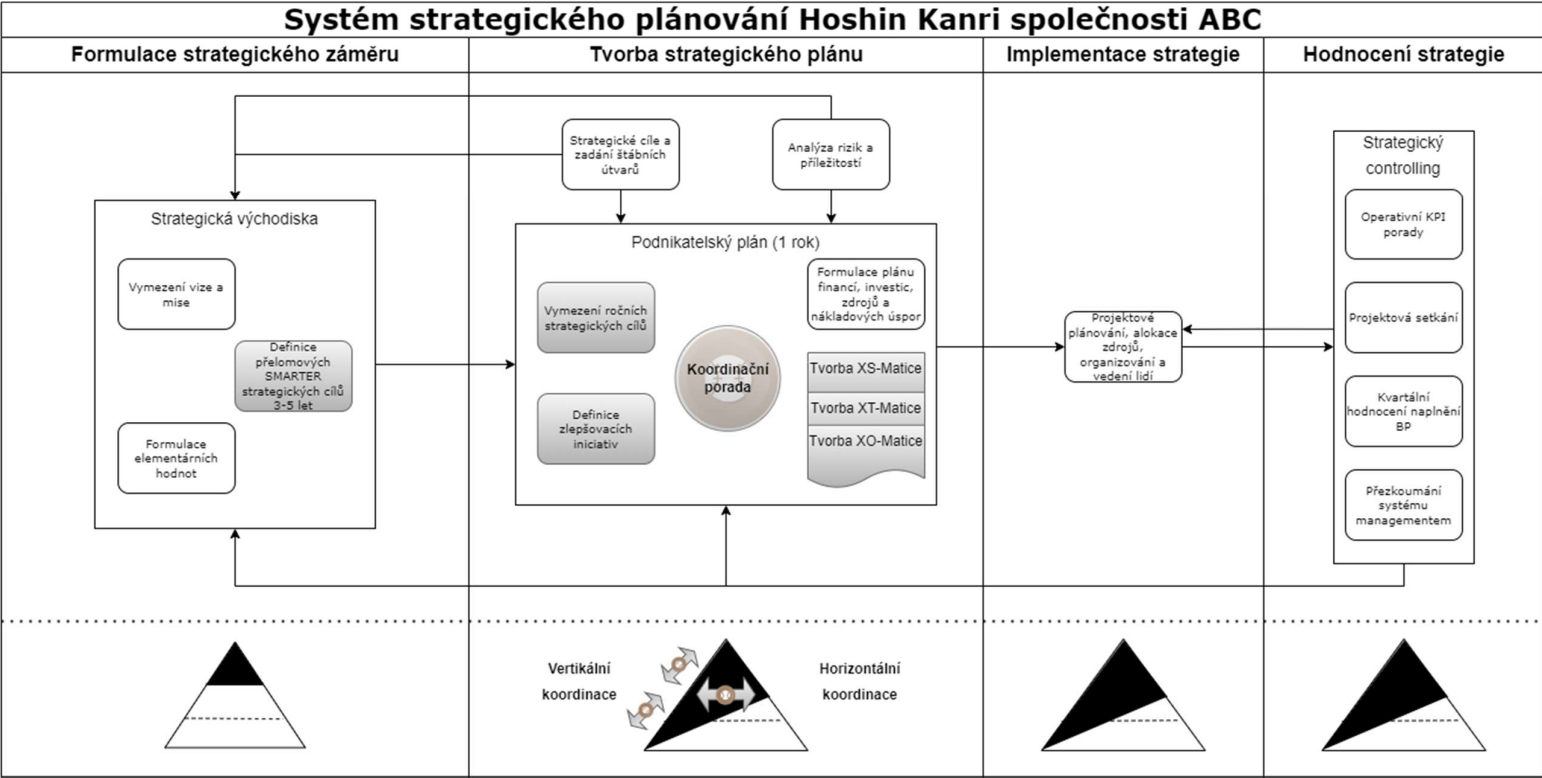 Systém strategického plánování Hoshin Kanri společnosti ABC
Formulace strategického záměru
Tvorba strategického plánu
Implementace strategie
Hodnocení strategie
Strategická východiska
Vymezení vize a
mise
Definice
přelomových
SMARTER
strategických cílů
3-5 let
Formulace
elementárních
hodnot
Strategické cíle a
zadání štábních
útvarů
Analýza rizik a
příležitostí
Podnikatelský plán (1 rok)
Vymezení ročních
strategických cílů
Definice
zlepšovacích
iniciativ
Koordinační
porada
Formulace plánu
financí, investic,
zdrojů a
nákladových úspor
Tvorba XS-Matice
Tvorba XT-Matice
Tvorba XO-Matice
Projektové
plánování, alokace
zdrojů,
organizování a
vedení lidí
Strategický
controlling
Operativní KPI
porady
Projektová setkání
Kvartální
hodnocení naplnění
BP
Přezkoumání
systému
managementem
Vertikální
koordinace
Horizontální
koordinace